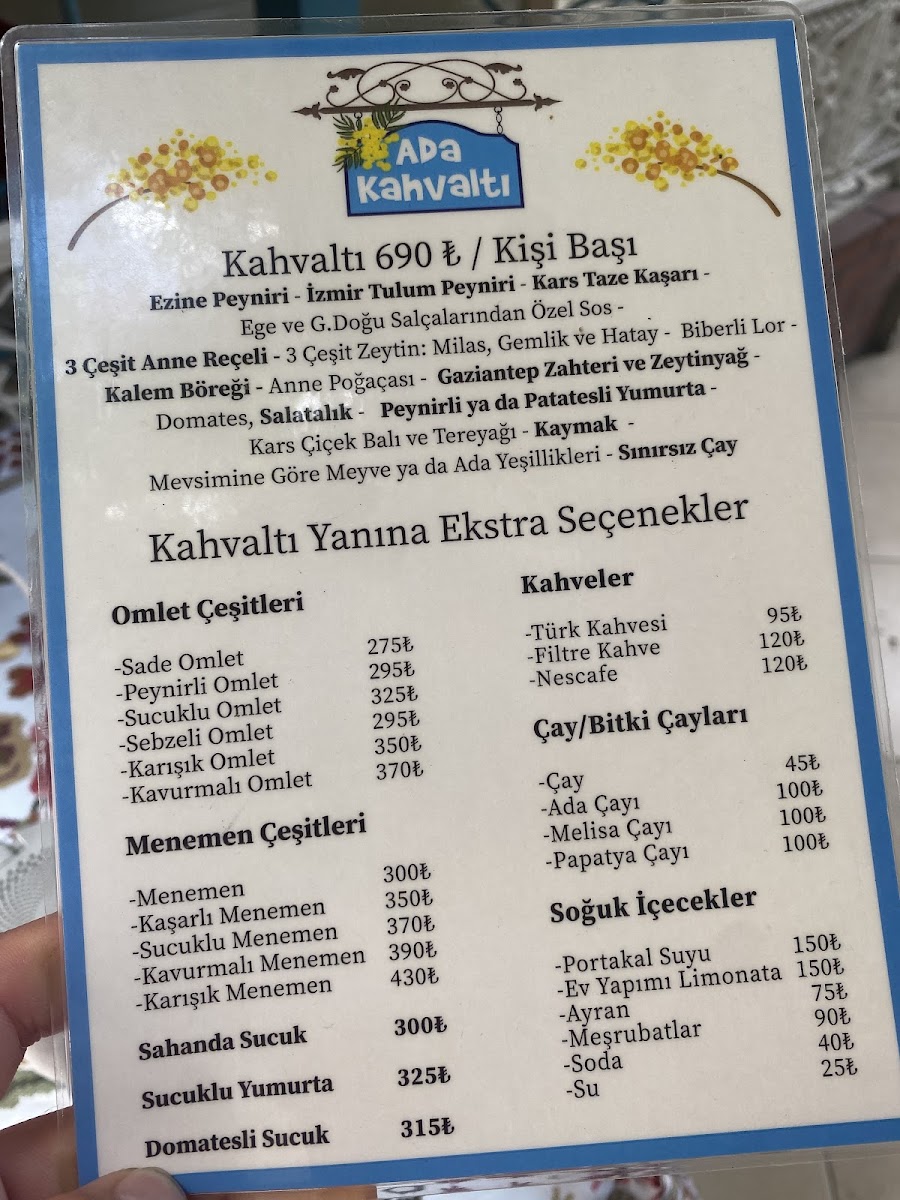 ADA
KAHVALTI
Kahvaltı 690 ₺ / Kişi Başı
Ezine Peyniri - İzmir Tulum Peyniri - Kars Taze Kaşarı -
Ege ve G.Doğu Salçalarından Özel Sos -
3 Çeşit Anne Reçeli - 3 Çeşit Zeytin: Milas, Gemlik ve Hatay - Biberli Lor -
Kalem Böreği - Anne Poğaçası - Gaziantep Zahteri ve Zeytinyağ -
Domates, Salatalık - Peynirli ya da Patatesli Yumurta -
Kars Çiçek Balı ve Tereyağı - Kaymak -
Mevsimine Göre Meyve ya da Ada Yeşillikleri - Sınırsız Çay
Kahvaltı Yanına Ekstra Seçenekler
Omlet Çeşitleri
-Sade Omlet 275₺
-Peynirli Omlet 295₺
-Sucuklu Omlet 325₺
-Sebzeli Omlet 295₺
-Karışık Omlet 350₺
-Kavurmalı Omlet 370₺
Menemen Çeşitleri
-Menemen 300₺
-Kaşarlı Menemen 350₺
-Sucuklu Menemen 370₺
-Kavurmalı Menemen 390₺
-Karışık Menemen 430₺
Sahanda Sucuk 300₺
Sucuklu Yumurta 325₺
Domatesli Sucuk 315₺
Kahveler
-Türk Kahvesi 95₺
-Filtre Kahve 120₺
-Nescafe 120₺
Çay/Bitki Çayları
-Çay 45₺
-Ada Çayı 100₺
-Melisa Çayı 100₺
-Papatya Çayı 100₺
Soğuk İçecekler
-Portakal Suyu 150₺
-Ev Yapımı Limonata 150₺
-Ayran 75₺
-Meşrubatlar 90₺
-Soda 40₺
-Su 25₺